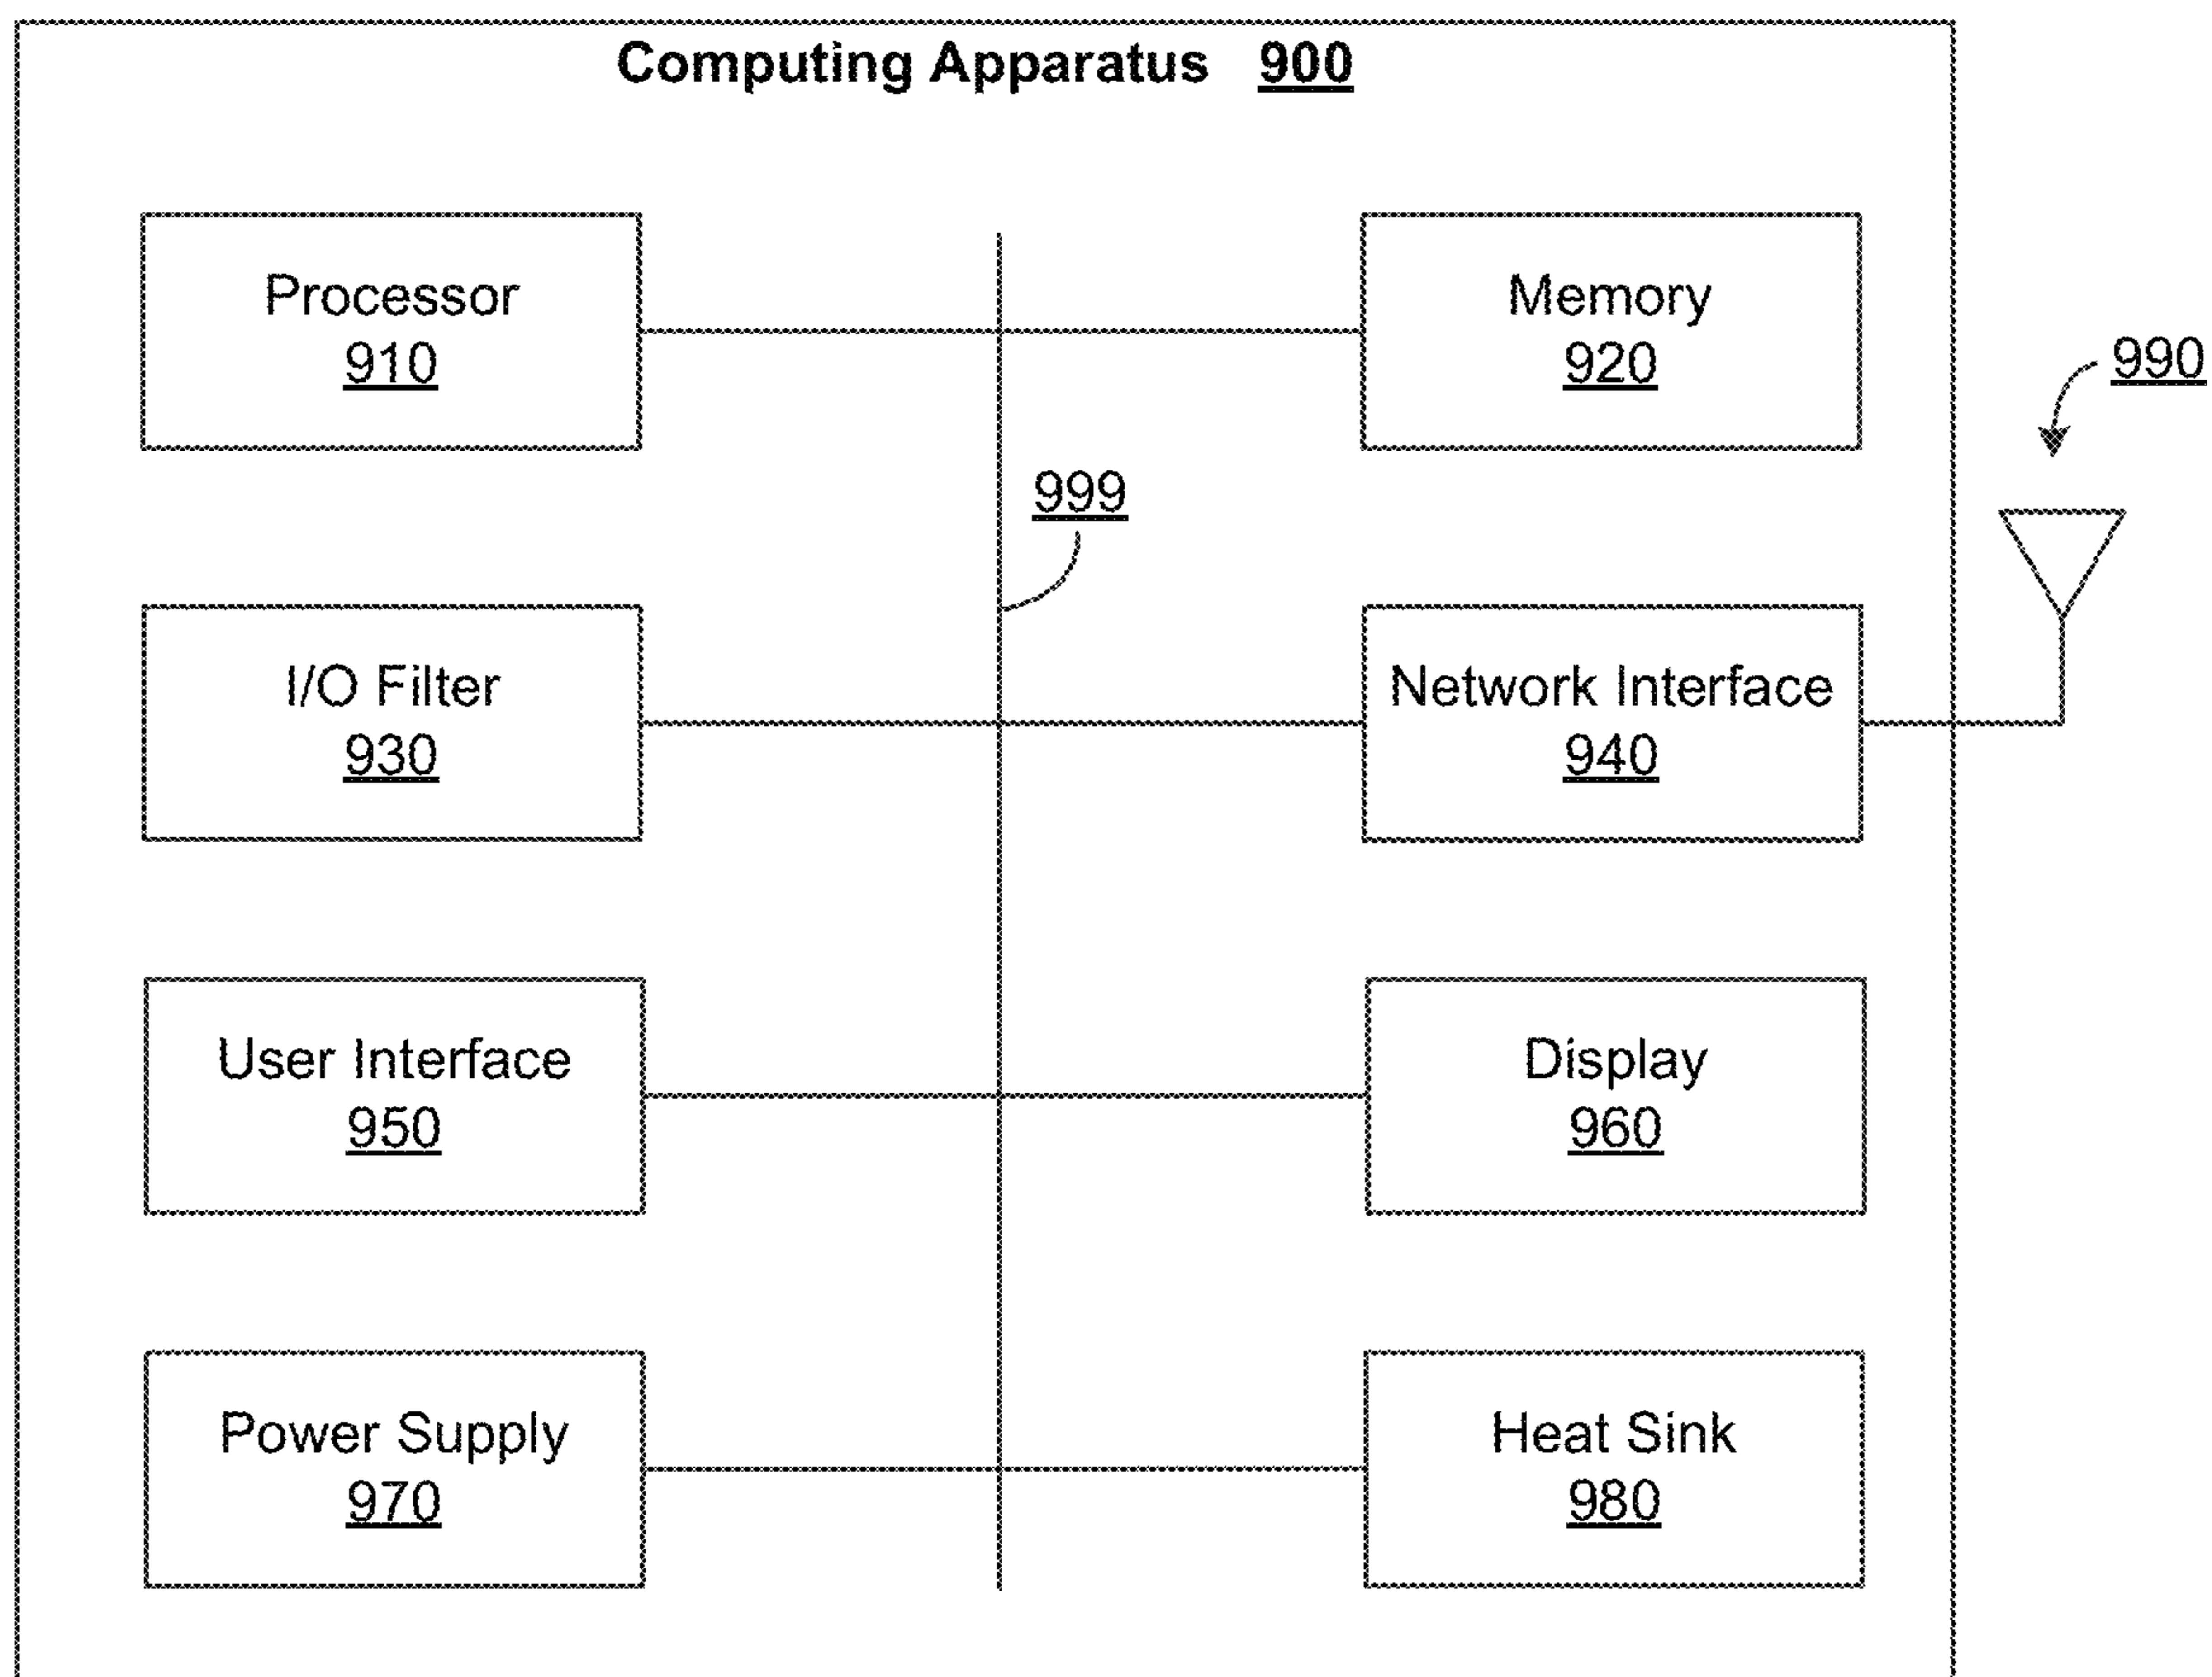 Computing Apparatus 900
Processor
910
Memory
920
990
999
I/O Filter
930
Network Interface
940
User Interface
950
Display
960
Power Supply
970
Heat Sink
980